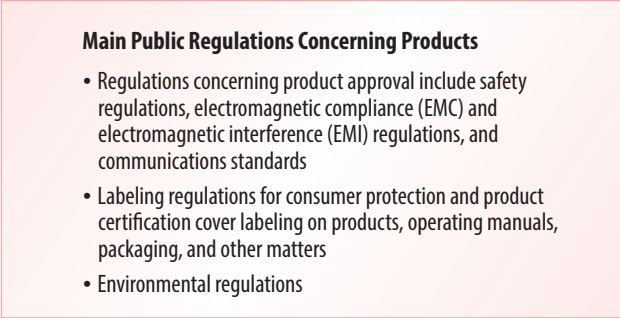 Main Public Regulations Concerning Products
• Regulations concerning product approval include safety
regulations, electromagnetic compliance (EMC) and
electromagnetic interference (EMI) regulations, and
communications standards
• Labeling regulations for consumer protection and product
certification cover labeling on products, operating manuals,
packaging, and other matters
• Environmental regulations